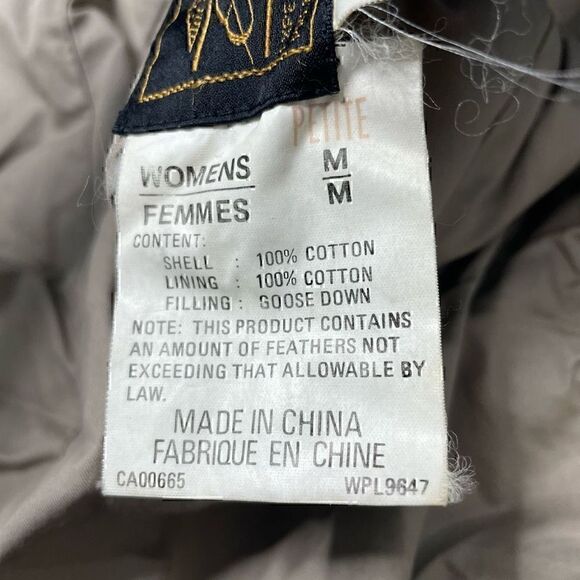 PETITE
WOMENS M
FEMMES M
CONTENT:
SHELL : 100% COTTON
LINING : 100% COTTON
FILLING : GOOSE DOWN
NOTE: THIS PRODUCT CONTAINS
AN AMOUNT OF FEATHERS NOT
EXCEEDING THAT ALLOWABLE BY
LAW.
MADE IN CHINA
FABRIQUE EN CHINE
CA00665 WPL9647